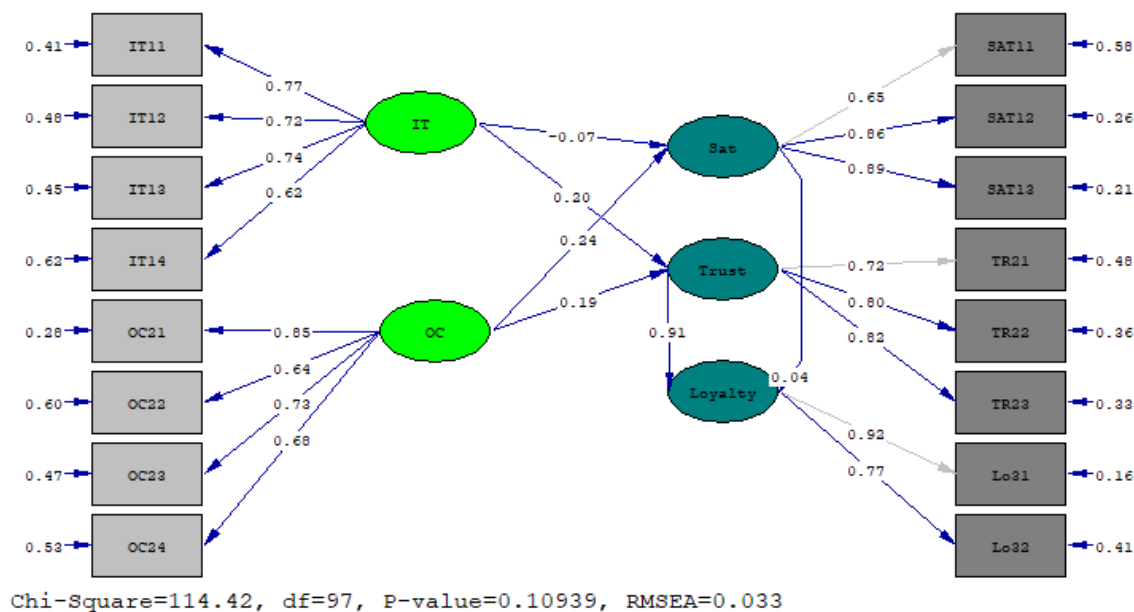 0.41 IT11 0.77
0.48 IT12 0.72
0.45 IT13 0.74
0.62 IT14 0.62
0.28 OC21 0.85
0.60 OC22 0.64
0.47 OC23 0.73
0.53 OC24 0.68
IT
OC
-0.07
0.20
0.24
0.19
Sat
Trust
0.91
Loyalty
0.04
0.65 SAT11 0.58
0.86 SAT12 0.26
0.89 SAT13 0.21
0.72 TR21 0.48
0.80 TR22 0.36
0.82 TR23 0.33
0.92 Lo31 0.16
0.77 Lo32 0.41
Chi-Square=114.42, df=97, P-value=0.10939, RMSEA=0.033